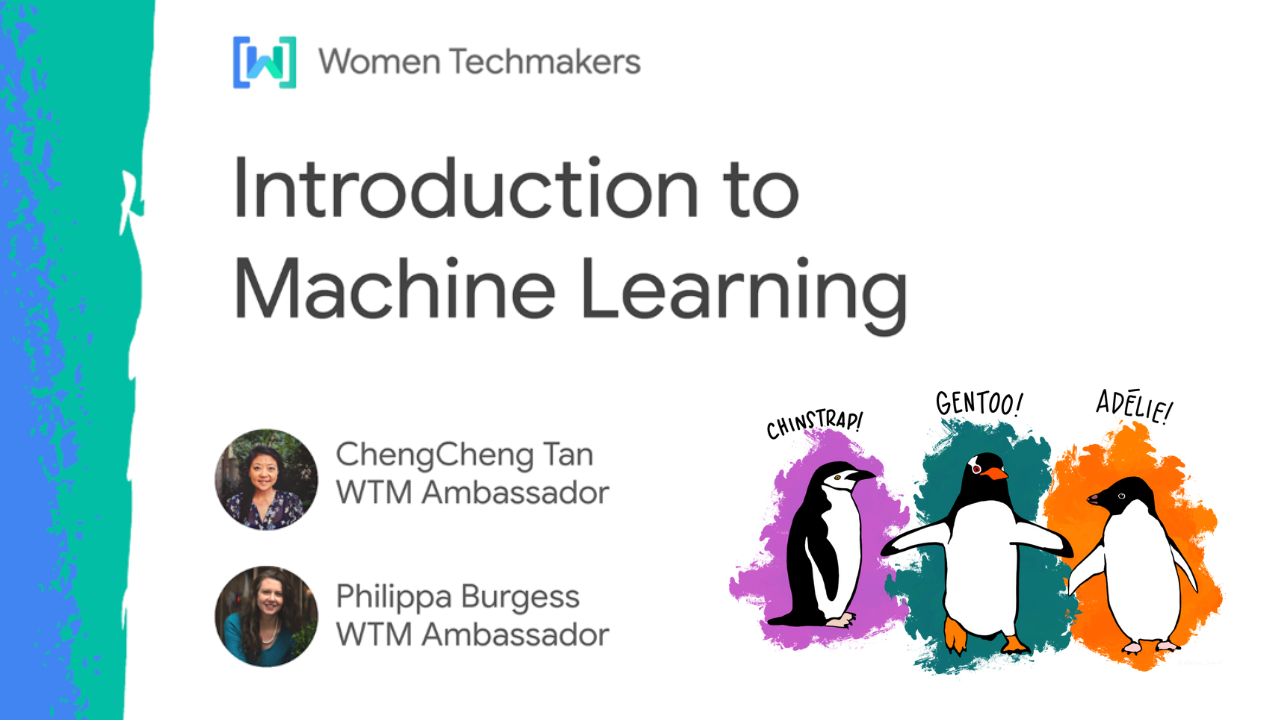 Women Techmakers
Introduction to
Machine Learning
ChengCheng Tan
WTM Ambassador
Philippa Burgess
WTM Ambassador
CHINSTRAP!
GENTOO!
ADÉLIE!